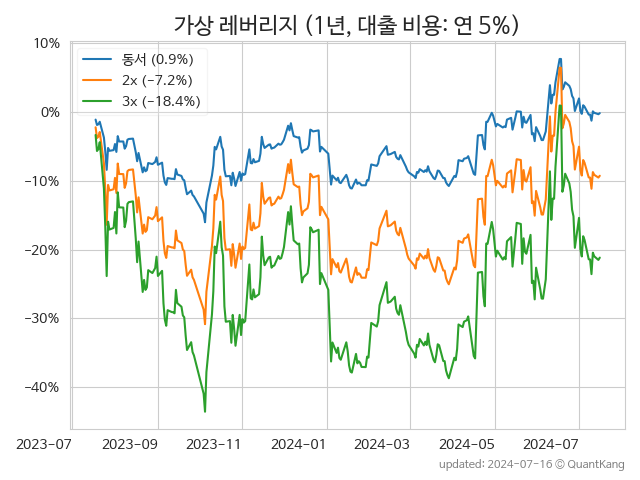 가상 레버리지 (1년, 대출 비용: 연 5%)
10%
0%
−10%
−20%
−30%
−40%
동서 (0.9%)
2x (−7.2%)
3x (−18.4%)
2023-07
2023-09
2023-11
2024-01
2024-03
2024-05
2024-07
updated: 2024-07-16 © QuantKang